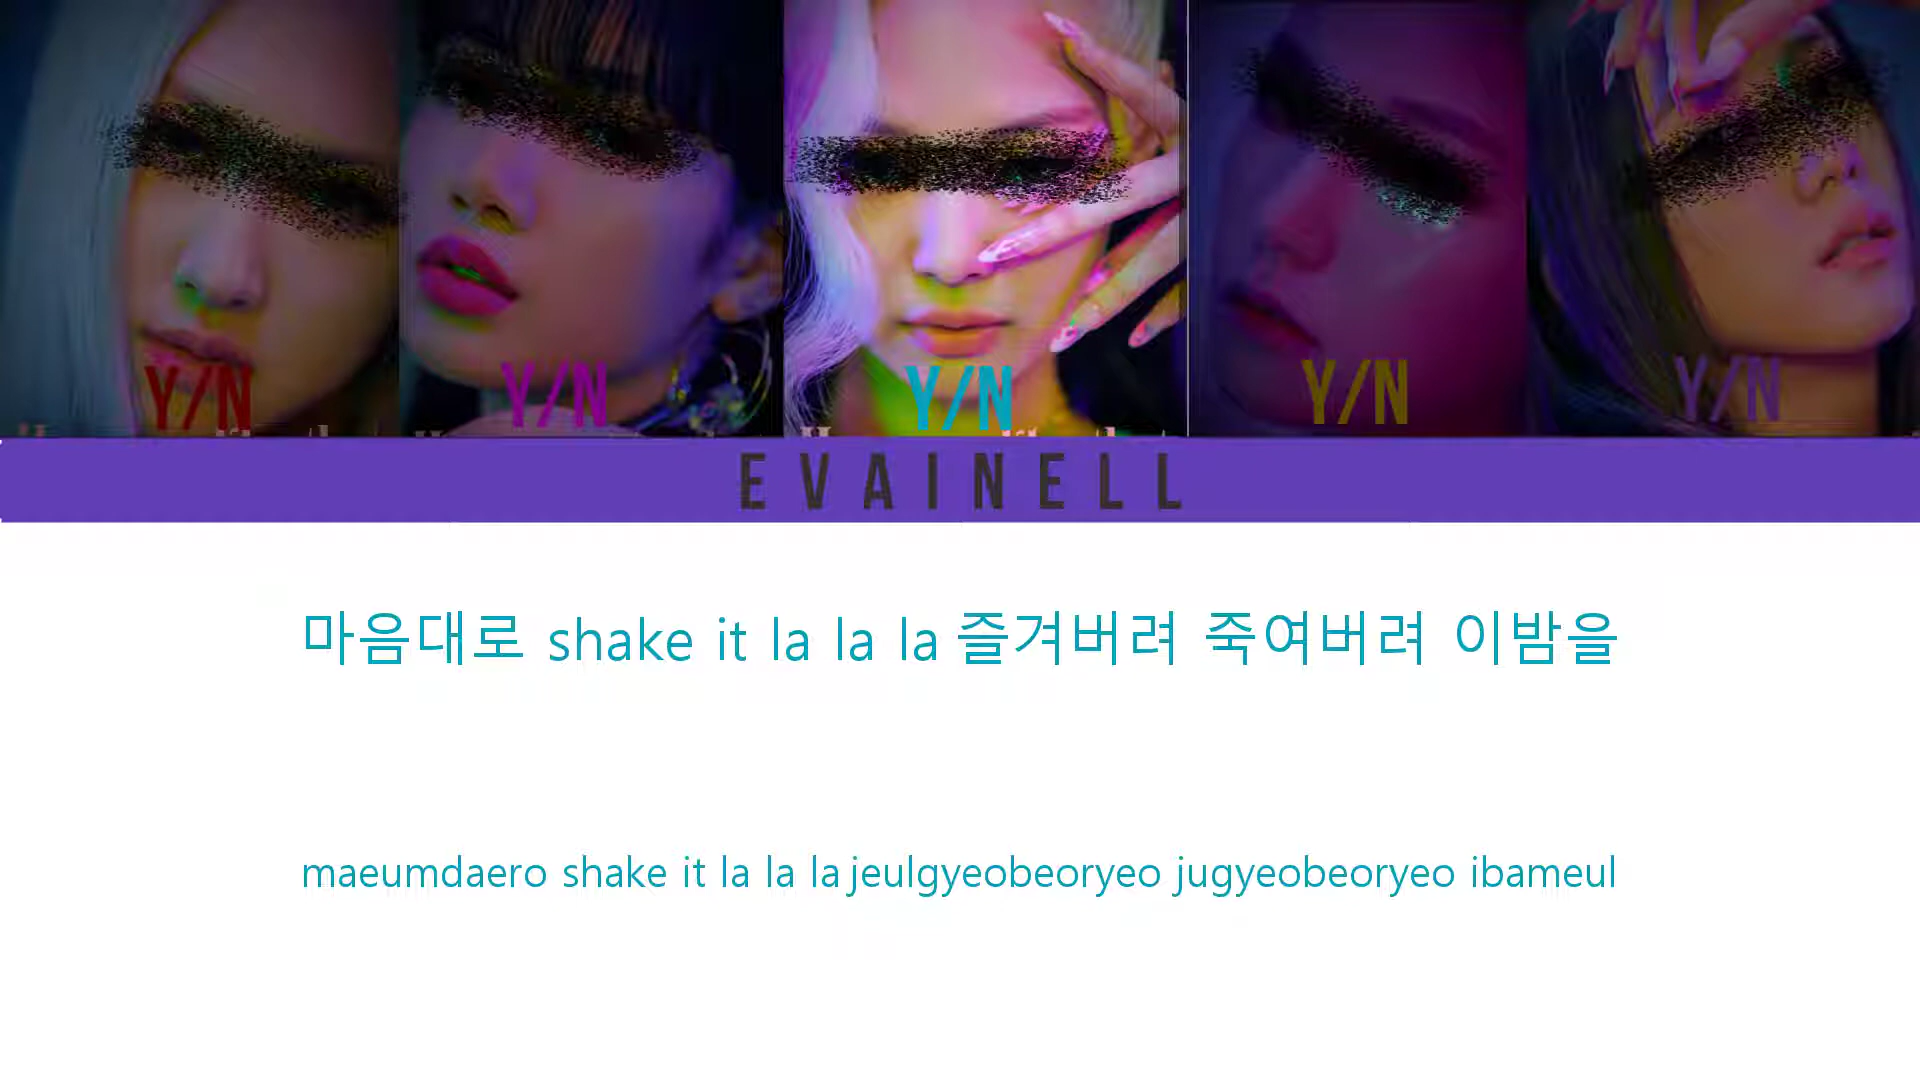 Y/N Y/N Y/N Y/N Y/N
EVAINELL
마음대로 shake it la la la 즐겨버려 죽여버려 이밤을
maeumdaero shake it la la la jeulgyeobeoryeo jugyeobeoryeo ibameul